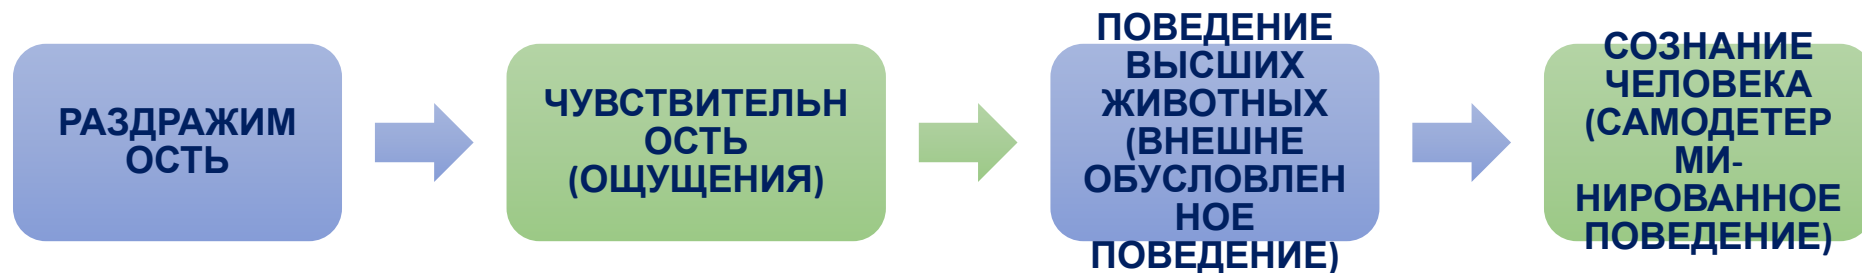 РАЗДРАЖИМ
ОСТЬ
ЧУВСТВИТЕЛЬН
ОСТЬ
(ОЩУЩЕНИЯ)
ПОВЕДЕНИЕ
ВЫСШИХ
ЖИВОТНЫХ
(ВНЕШНЕ
ОБУСЛОВЛЕН
НОЕ
ПОВЕДЕНИЕ)
СОЗНАНИЕ
ЧЕЛОВЕКА
(САМОДЕТЕР
МИ-
НИРОВАННОЕ
ПОВЕДЕНИЕ)